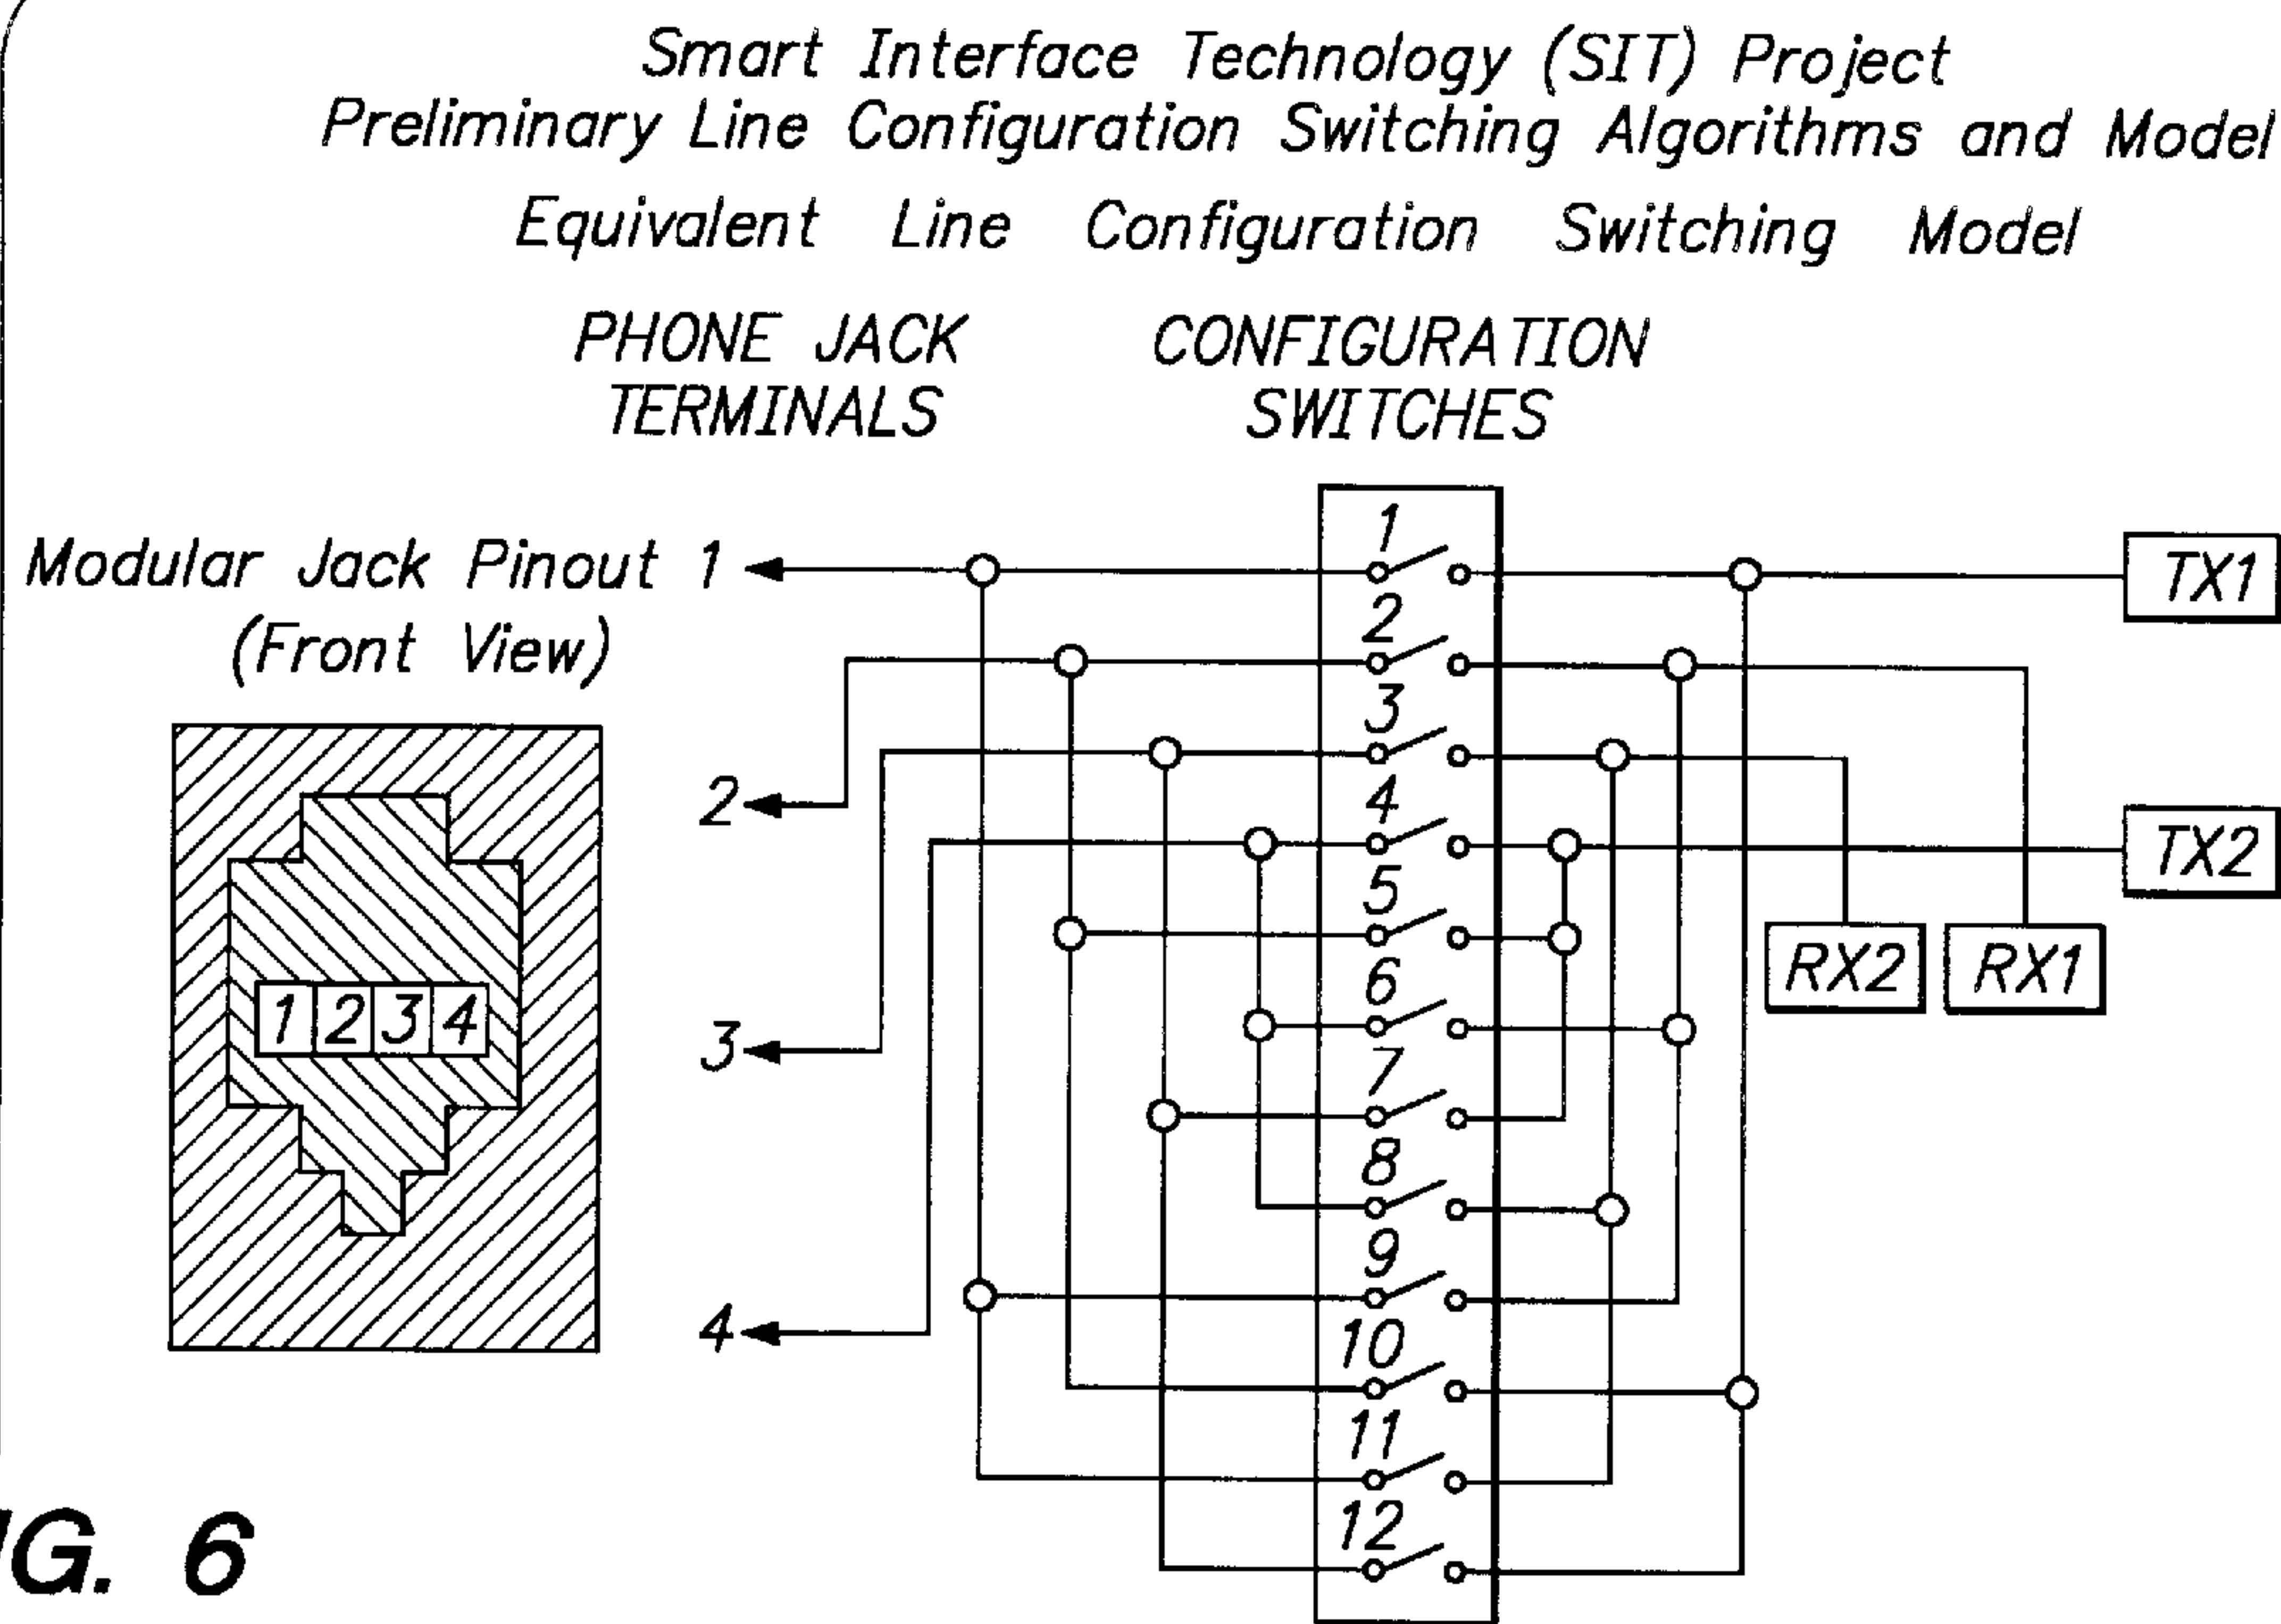 Smart Interface Technology (SIT) Project
Preliminary Line Configuration Switching Algorithms and Model
Equivalent Line Configuration Switching Model
PHONE JACK
TERMINALS
CONFIGURATION
SWITCHES
Modular Jack Pinout
(Front View)
1
2
3
4
1 2 3 4
1
2
3
4
5
6
7
8
9
10
11
12
TX1
TX2
RX2
RX1
G. 6